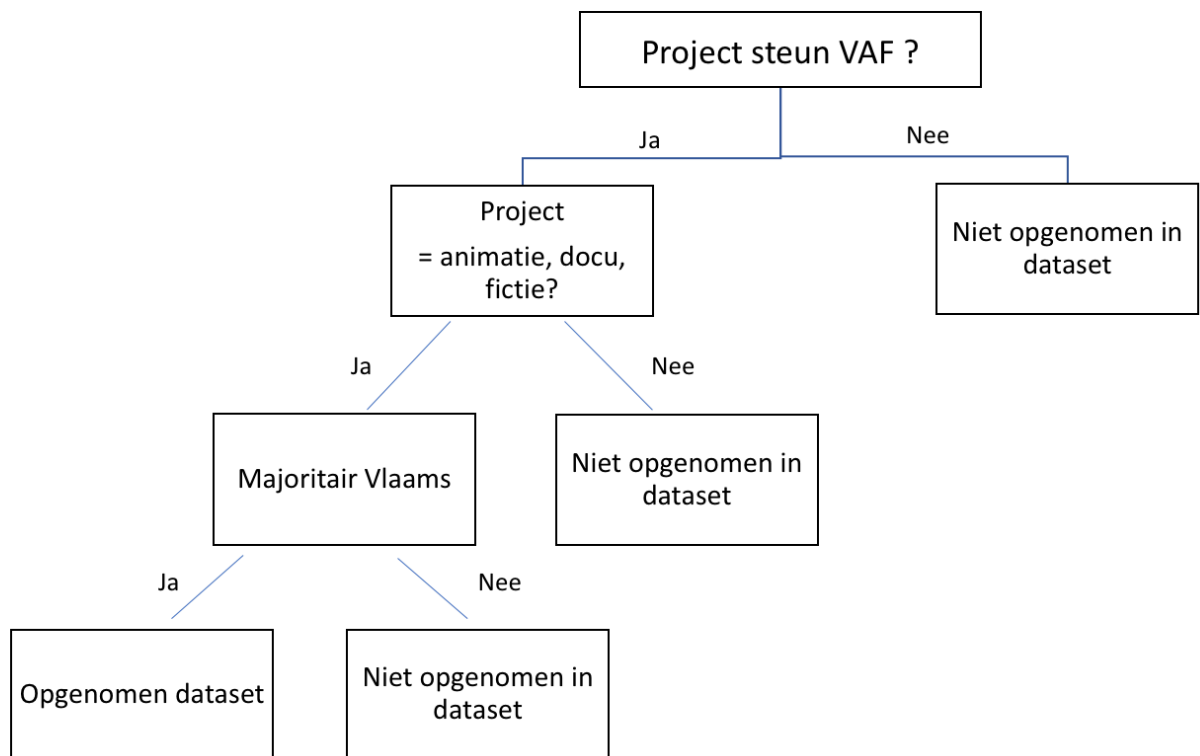 Project steun VAF ?
Ja
Nee
Project
= animatie, docu,
fictie?
Niet opgenomen in
dataset
Ja
Nee
Majoritair Vlaams
Niet opgenomen in
dataset
Ja
Nee
Opgenomen dataset
Niet opgenomen in
dataset